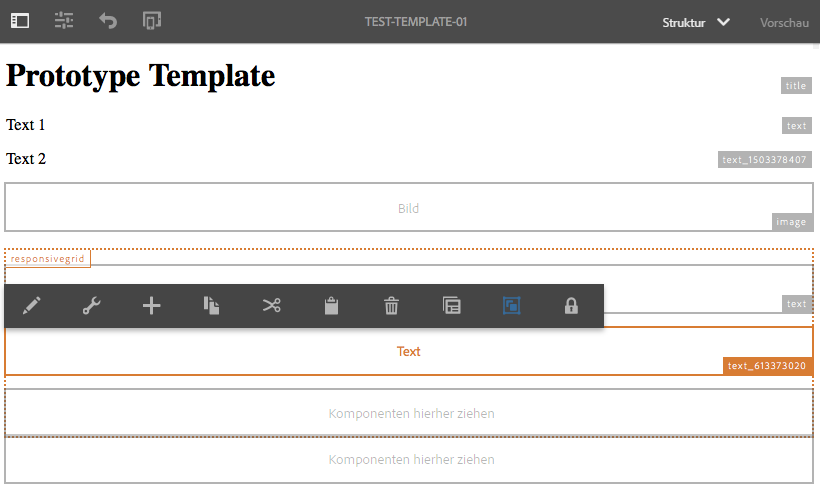 TEST-TEMPLATE-01
Struktur
Vorschau
Prototype Template
title
Text 1
text
Text 2
text_1503378407
Bild
image
responsivegrid
text
Text
text_613373020
Komponenten hierher ziehen
Komponenten hierher ziehen